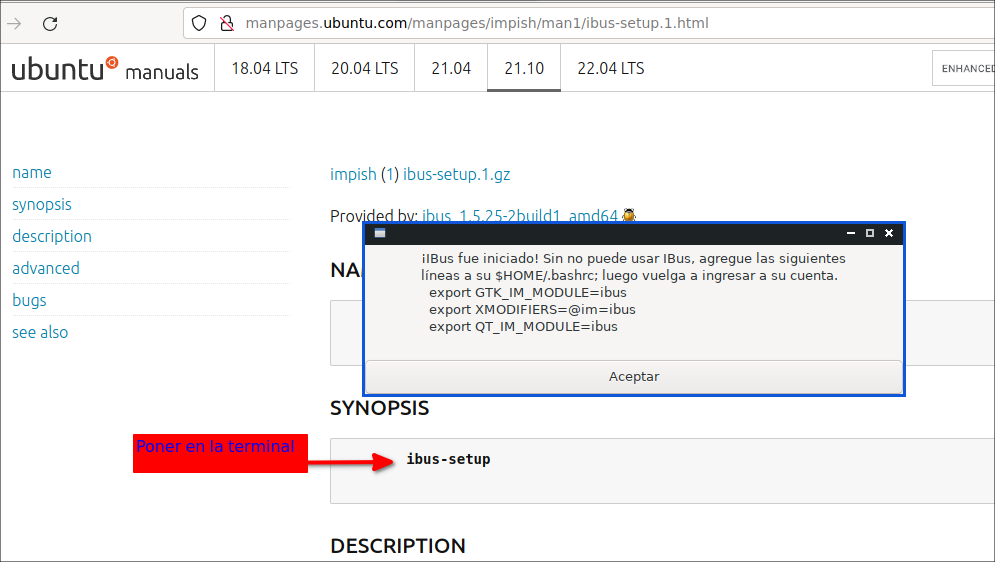 manpages.ubuntu.com/manpages/impish/man1/ibus-setup.1.html
ubuntu manuals
18.04 LTS
20.04 LTS
21.04
21.10
22.04 LTS
ENHANCED
name
synopsis
description
advanced
bugs
see also
impish (1) ibus-setup.1.gz
Provided by: ibus_1.5.25-2build1_amd64
NA
¡IBus fue iniciado! Sin no puede usar IBus, agregue las siguientes
líneas a su $HOME/.bashrc; luego vuelga a ingresar a su cuenta.
export GTK_IM_MODULE=ibus
export XMODIFIERS=@im=ibus
export QT_IM_MODULE=ibus
Aceptar
SYNOPSIS
Poner en la terminal
ibus-setup
DESCRIPTION